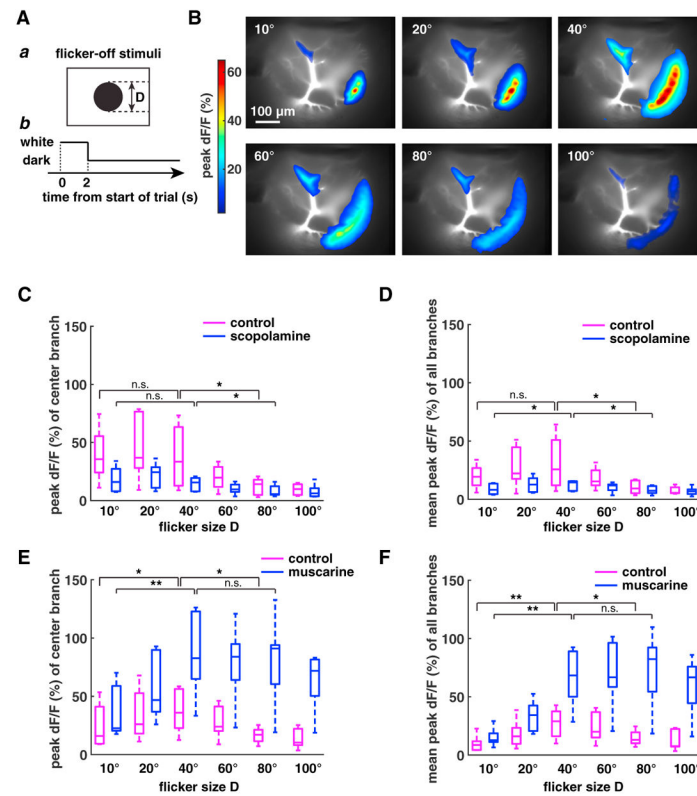 A
a flicker-off stimuli
D
b
white
dark
0 2
time from start of trial (s)
B
peak dF/F (%)
60
40
20
10° 20° 40°
100 μm
60° 80° 100°
C
control
scopolamine
peak dF/F (%) of center branch
150
100
50
0
n.s. *
n.s. *
10° 20° 40° 60° 80° 100°
flicker size D
D
control
scopolamine
mean peak dF/F (%) of all branches
150
100
50
0
n.s. *
* *
10° 20° 40° 60° 80° 100°
flicker size D
E
control
muscarine
peak dF/F (%) of center branch
150
100
50
0
* *
** n.s.
10° 20° 40° 60° 80° 100°
flicker size D
F
control
muscarine
mean peak dF/F (%) of all branches
150
100
50
0
** *
** n.s.
10° 20° 40° 60° 80° 100°
flicker size D